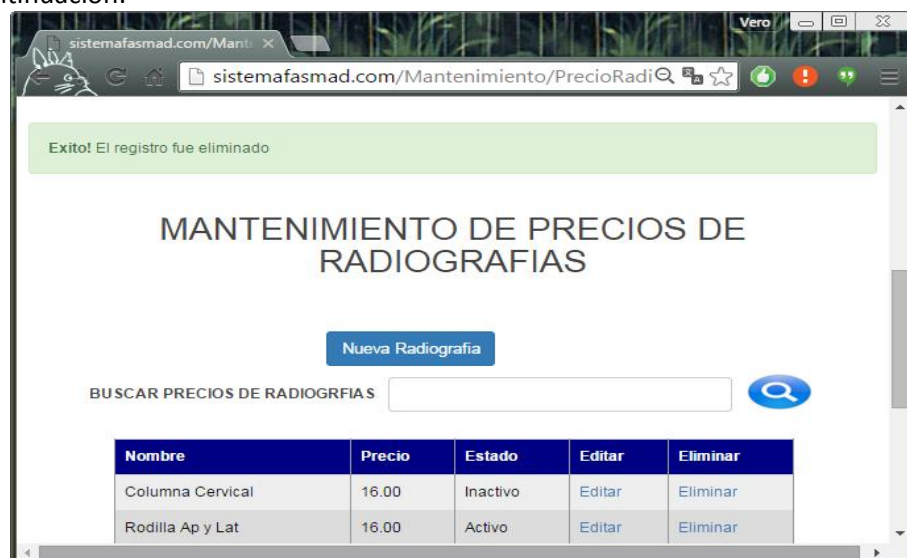 tinuación.
Vero
sistemafasmad.com/Manti
sistemafasmad.com/Mantenimiento/PrecioRadi
Exito! El registro fue eliminado
MANTENIMIENTO DE PRECIOS DE
RADIOGRAFIAS
Nueva Radiografia
BUSCAR PRECIOS DE RADIOGRFIAS
Nombre Precio Estado Editar Eliminar
Columna Cervical 16.00 Inactivo Editar Eliminar
Rodilla Ap y Lat 16.00 Activo Editar Eliminar